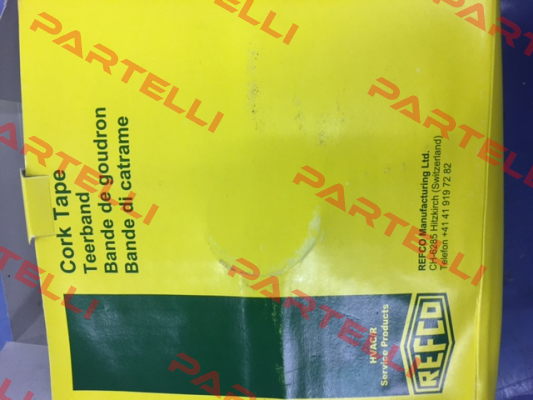 Cork Tape
Teerband
Bande de goudron
Bande di catrame
REFCO Manufacturing Ltd.
CH-6285 Hitzkirch (Switzerland)
Telefon +41 41 919 72 82
HVAC/R
Service Products
REFCO
PARTELLI
PARTELLI
PARTELLI
PARTELLI
PARTELLI
PARTELLI